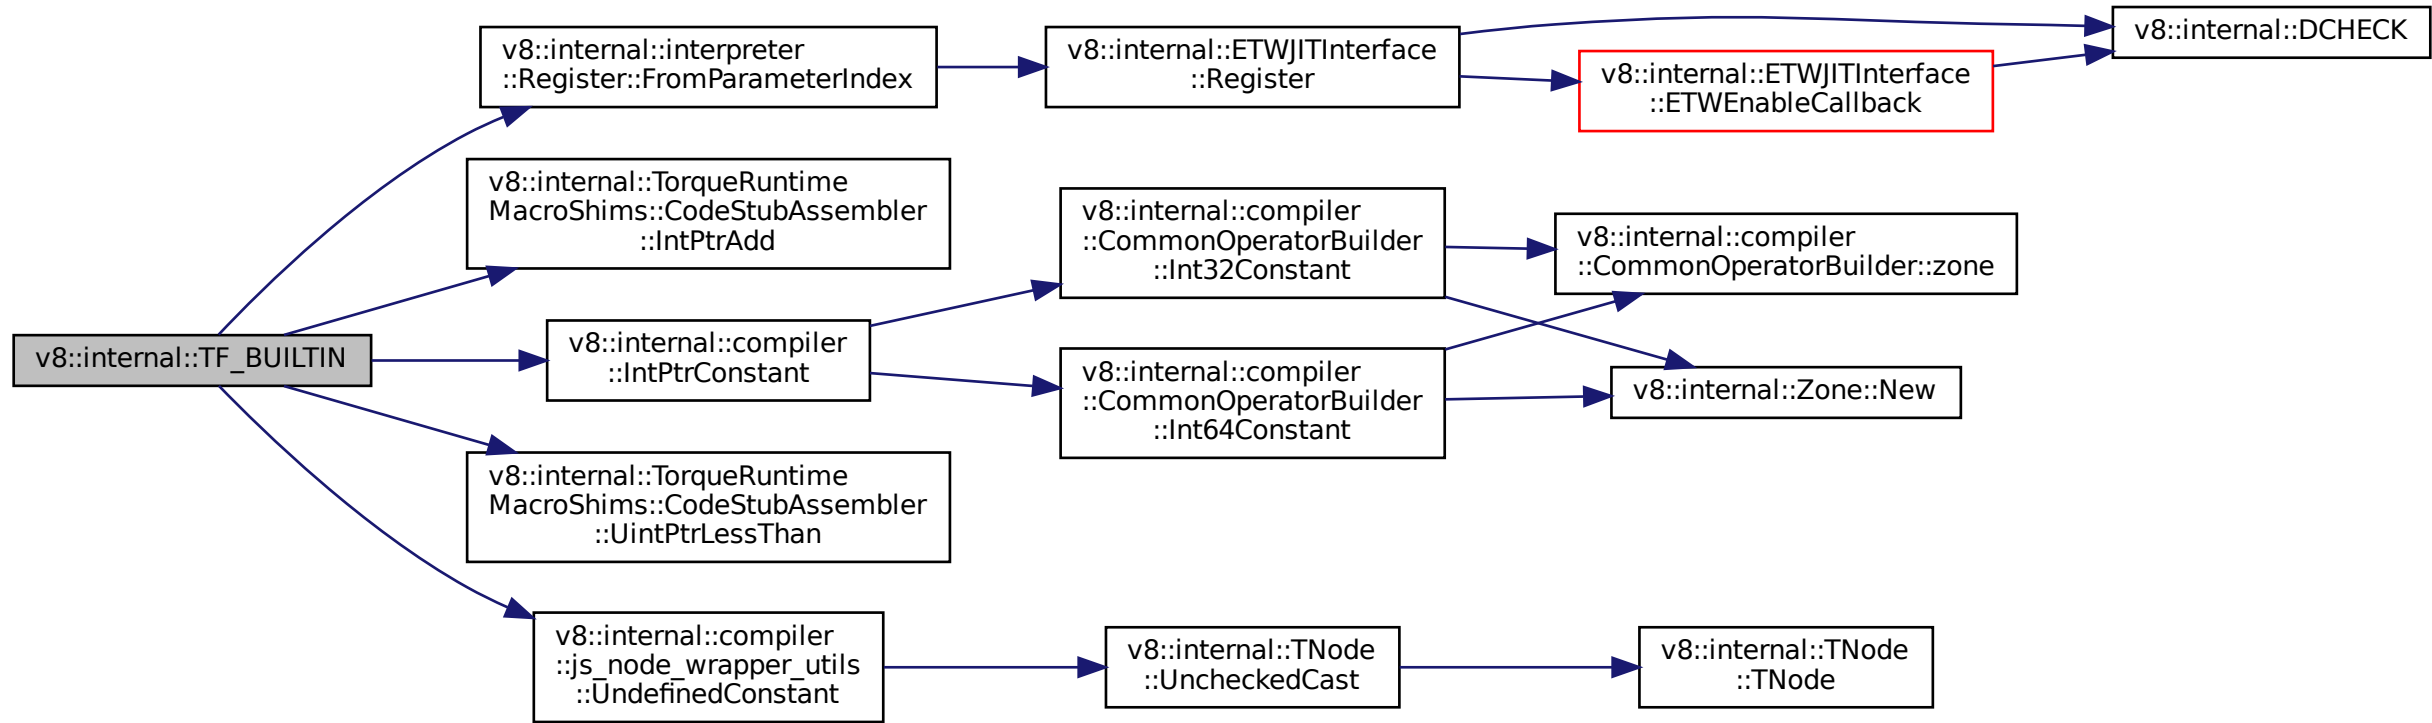 v8::internal::TF_BUILTIN
v8::internal::interpreter
::Register::FromParameterIndex
v8::internal::TorqueRuntime
MacroShims::CodeStubAssembler
::IntPtrAdd
v8::internal::compiler
::IntPtrConstant
v8::internal::TorqueRuntime
MacroShims::CodeStubAssembler
::UintPtrLessThan
v8::internal::compiler
::js_node_wrapper_utils
::UndefinedConstant
v8::internal::ETWJITInterface
::Register
v8::internal::compiler
::CommonOperatorBuilder
::Int32Constant
v8::internal::compiler
::CommonOperatorBuilder
::Int64Constant
v8::internal::TNode
::UncheckedCast
v8::internal::ETWJITInterface
::ETWEnableCallback
v8::internal::compiler
::CommonOperatorBuilder::zone
v8::internal::Zone::New
v8::internal::TNode
::TNode
v8::internal::DCHECK